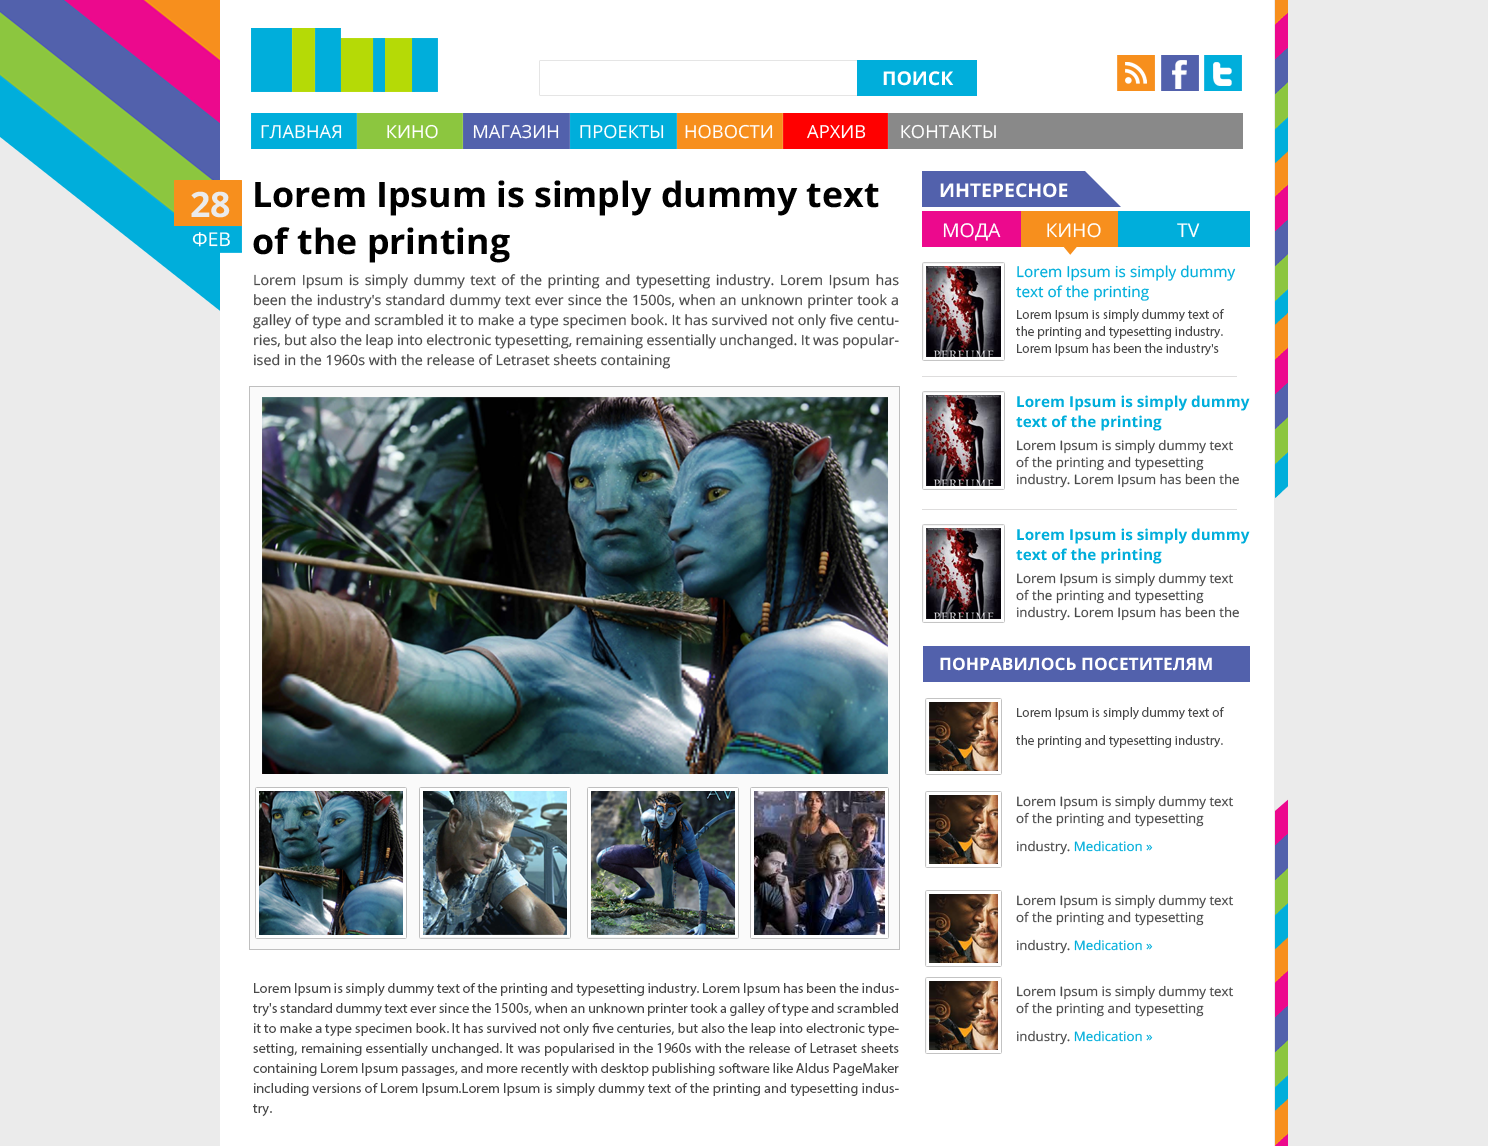 ПОИСК
ГЛАВНАЯ
КИНО
МАГАЗИН
ПРОЕКТЫ
НОВОСТИ
АРХИВ
КОНТАКТЫ
28
ФЕВ
Lorem Ipsum is simply dummy text
of the printing
Lorem Ipsum is simply dummy text of the printing and typesetting industry. Lorem Ipsum has
been the industry's standard dummy text ever since the 1500s, when an unknown printer took a
galley of type and scrambled it to make a type specimen book. It has survived not only five centu-
ries, but also the leap into electronic typesetting, remaining essentially unchanged. It was popular-
ised in the 1960s with the release of Letraset sheets containing
Lorem Ipsum is simply dummy text of the printing and typesetting industry. Lorem Ipsum has been the indus-
try's standard dummy text ever since the 1500s, when an unknown printer took a galley of type and scrambled
it to make a type specimen book. It has survived not only five centuries, but also the leap into electronic type-
setting, remaining essentially unchanged. It was popularised in the 1960s with the release of Letraset sheets
containing Lorem Ipsum passages, and more recently with desktop publishing software like Aldus PageMaker
including versions of Lorem Ipsum.Lorem Ipsum is simply dummy text of the printing and typesetting indus-
try.
ИНТЕРЕСНОЕ
МОДА
КИНО
TV
PERFUME
Lorem Ipsum is simply dummy
text of the printing
Lorem Ipsum is simply dummy text of
the printing and typesetting industry.
Lorem Ipsum has been the industry's
PERFUME
Lorem Ipsum is simply dummy
text of the printing
Lorem Ipsum is simply dummy text
of the printing and typesetting
industry. Lorem Ipsum has been the
PERFUME
Lorem Ipsum is simply dummy
text of the printing
Lorem Ipsum is simply dummy text
of the printing and typesetting
industry. Lorem Ipsum has been the
ПОНРАВИЛОСЬ ПОСЕТИТЕЛЯМ
Lorem Ipsum is simply dummy text of
the printing and typesetting industry.
Lorem Ipsum is simply dummy text
of the printing and typesetting
industry. Medication »
Lorem Ipsum is simply dummy text
of the printing and typesetting
industry. Medication »
Lorem Ipsum is simply dummy text
of the printing and typesetting
industry. Medication »